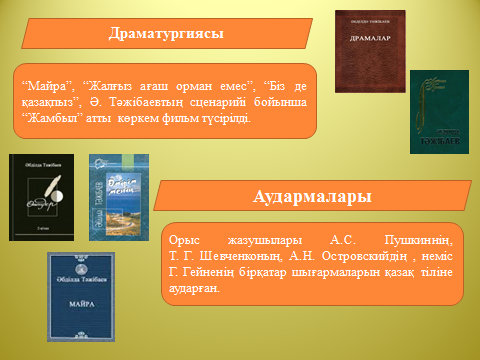 Драматургиясы
“Майра”, “Жалғыз ағаш орман емес”, “Біз де
қазақпыз”, Ә. Тәжібаевтың сценарийі бойынша
“Жамбыл” атты көркем фильм түсірілді.
Әбділда Тәжібаев
ДРАМАЛАР
Аудармалары
Орыс жазушылары А.С. Пушкиннің,
Т. Г. Шевченконың, А.Н. Островскийдің , неміс
Г. Гейненің бірқатар шығармаларын қазақ тіліне
аударған.
Әбділда Тәжібаев
Әбділда Тәжібаев
МАЙРА